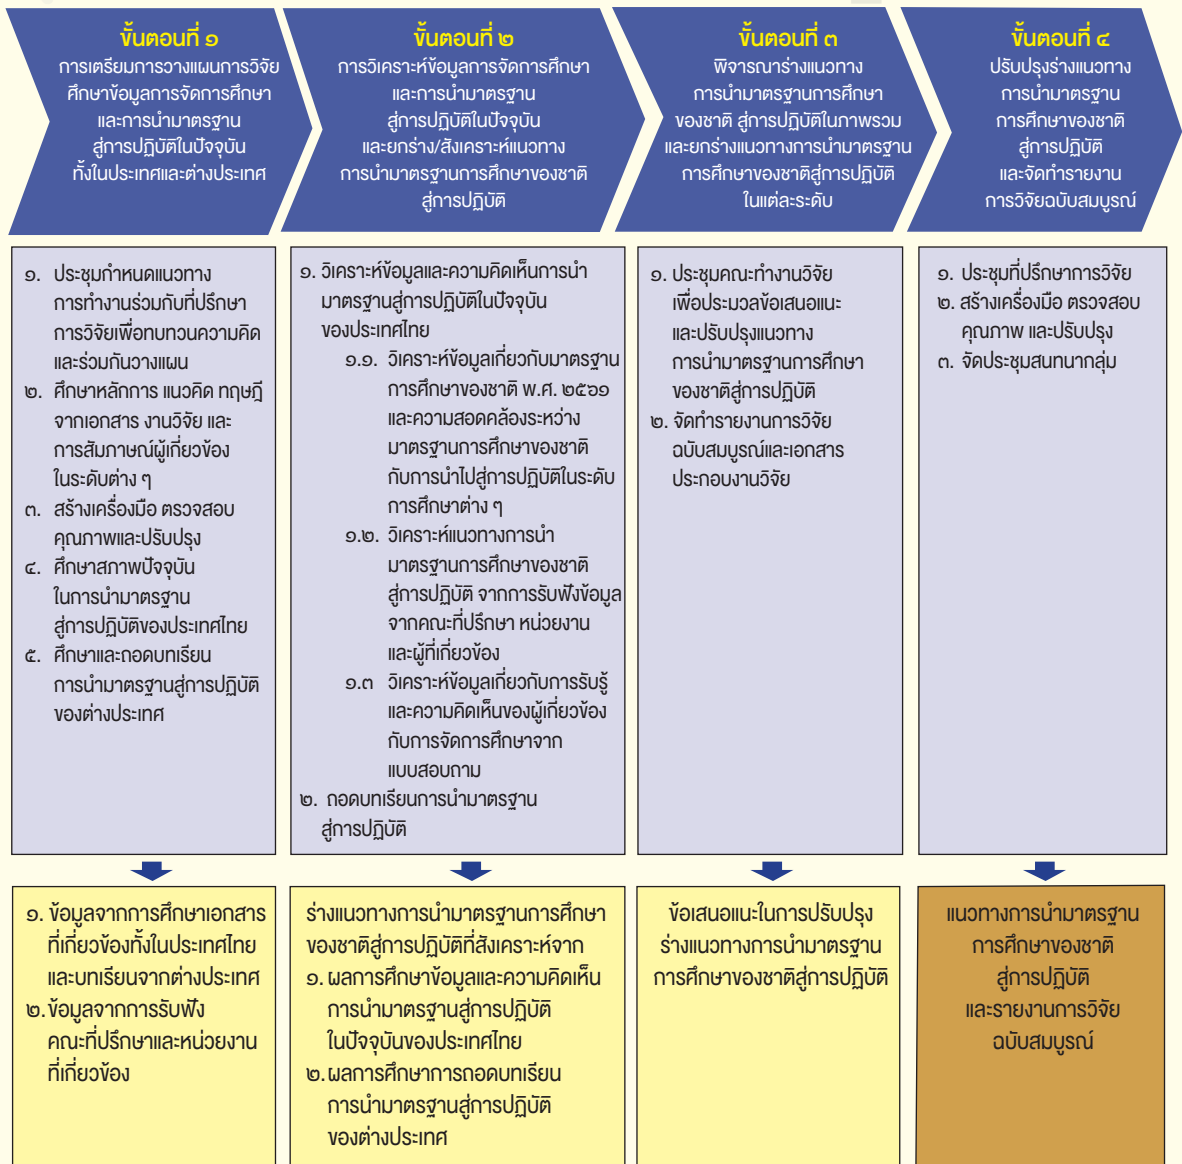 ขั้นตอนที่ ๑
การเตรียมการวางแผนการวิจัย
ศึกษาข้อมูลการจัดการศึกษา
และการนำมาตรฐาน
สู่การปฏิบัติในปัจจุบัน
ทั้งในประเทศและต่างประเทศ
ขั้นตอนที่ ๒
การวิเคราะห์ข้อมูลการจัดการศึกษา
และการนำมาตรฐาน
สู่การปฏิบัติในปัจจุบัน
และยกร่าง/สังเคราะห์แนวทาง
การนำมาตรฐานการศึกษาของชาติ
สู่การปฏิบัติ
ขั้นตอนที่ ๓
พิจารณาร่างแนวทาง
การนำมาตรฐานการศึกษา
ของชาติ สู่การปฏิบัติในภาพรวม
และยกร่างแนวทางการนำมาตรฐาน
การศึกษาของชาติสู่การปฏิบัติ
ในแต่ละระดับ
ขั้นตอนที่ ๔
ปรับปรุงร่างแนวทาง
การนำมาตรฐาน
การศึกษาของชาติ
สู่การปฏิบัติ
และจัดทำรายงาน
การวิจัยฉบับสมบูรณ์
๑. ประชุมกำหนดแนวทาง
การทำงานร่วมกับที่ปรึกษา
การวิจัยเพื่อทบทวนความคิด
และร่วมกันวางแผน
๒. ศึกษาหลักการ แนวคิด ทฤษฎี
จากเอกสาร งานวิจัย และ
การสัมภาษณ์ผู้เกี่ยวข้อง
ในระดับต่าง ๆ
๓. สร้างเครื่องมือ ตรวจสอบ
คุณภาพและปรับปรุง
๔. ศึกษาสภาพปัจจุบัน
ในการนำมาตรฐาน
สู่การปฏิบัติของประเทศไทย
๕. ศึกษาและถอดบทเรียน
การนำมาตรฐานสู่การปฏิบัติ
ของต่างประเทศ
๑. วิเคราะห์ข้อมูลและความคิดเห็นการนำ
มาตรฐานสู่การปฏิบัติในปัจจุบัน
ของประเทศไทย
๑.๑. วิเคราะห์ข้อมูลเกี่ยวกับมาตรฐาน
การศึกษาของชาติ พ.ศ. ๒๕๖๑
และความสอดคล้องระหว่าง
มาตรฐานการศึกษาของชาติ
กับการนำไปสู่การปฏิบัติในระดับ
การศึกษาต่าง ๆ
๑.๒. วิเคราะห์แนวทางการนำ
มาตรฐานการศึกษาของชาติ
สู่การปฏิบัติ จากการรับฟังข้อมูล
จากคณะที่ปรึกษา หน่วยงาน
และผู้ที่เกี่ยวข้อง
๑.๓ วิเคราะห์ข้อมูลเกี่ยวกับการรับรู้
และความคิดเห็นของผู้เกี่ยวข้อง
กับการจัดการศึกษาจาก
แบบสอบถาม
๒. ถอดบทเรียนการนำมาตรฐาน
สู่การปฏิบัติ
๑. ประชุมคณะทำงานวิจัย
เพื่อประมวลข้อเสนอแนะ
และปรับปรุงแนวทาง
การนำมาตรฐานการศึกษา
ของชาติสู่การปฏิบัติ
๒. จัดทำรายงานการวิจัย
ฉบับสมบูรณ์และเอกสาร
ประกอบงานวิจัย
๑. ประชุมที่ปรึกษาการวิจัย
๒. สร้างเครื่องมือ ตรวจสอบ
คุณภาพ และปรับปรุง
๓. จัดประชุมสนทนากลุ่ม
๑. ข้อมูลจากการศึกษาเอกสาร
ที่เกี่ยวข้องทั้งในประเทศไทย
และบทเรียนจากต่างประเทศ
๒. ข้อมูลจากการรับฟัง
คณะที่ปรึกษาและหน่วยงาน
ที่เกี่ยวข้อง
ร่างแนวทางการนำมาตรฐานการศึกษา
ของชาติสู่การปฏิบัติที่สังเคราะห์จาก
๑. ผลการศึกษาข้อมูลและความคิดเห็น
การนำมาตรฐานสู่การปฏิบัติ
ในปัจจุบันของประเทศไทย
๒. ผลการศึกษาการถอดบทเรียน
การนำมาตรฐานสู่การปฏิบัติ
ของต่างประเทศ
ข้อเสนอแนะในการปรับปรุง
ร่างแนวทางการนำมาตรฐาน
การศึกษาของชาติสู่การปฏิบัติ
แนวทางการนำมาตรฐาน
การศึกษาของชาติ
สู่การปฏิบัติ
และรายงานการวิจัย
ฉบับสมบูรณ์